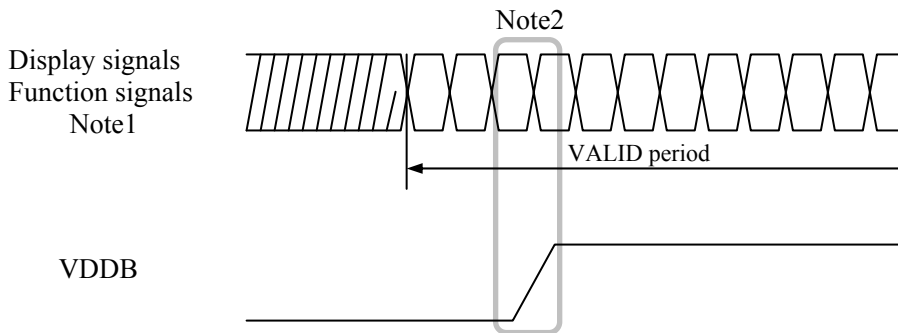 Note2
Display signals
Function signals
Note1
VALID period
VDDB